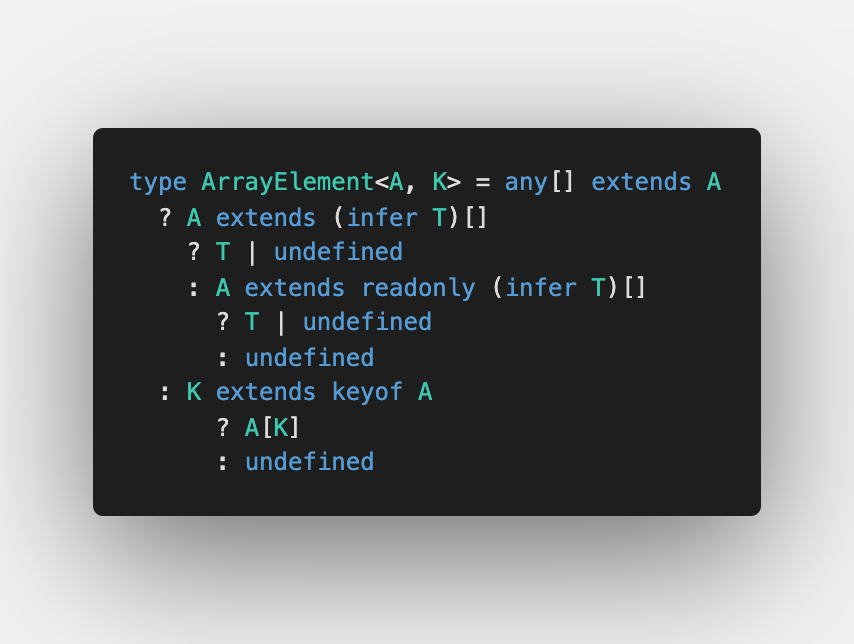 type ArrayElement<A, K> = any[] extends A
  ? A extends (infer T)[]
    ? T | undefined
    : A extends readonly (infer T)[]
      ? T | undefined
      : undefined
  : K extends keyof A
      ? A[K]
      : undefined